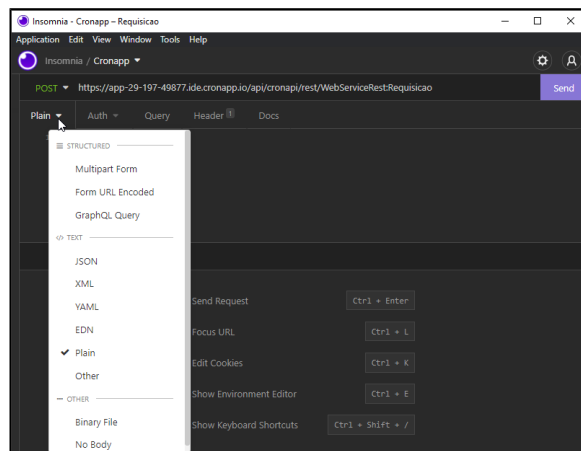 Insomnia - Cronapp – Requisicao
Application Edit View Window Tools Help
Insomnia / Cronapp
POST https://app-29-197-49877.ide.cronapp.io/api/cronapi/rest/WebServiceRest:Requisicao Send
Plain Auth Query Header 1 Docs
1
STRUCTURED
Multipart Form
Form URL Encoded
GraphQL Query
</> TEXT
JSON
XML
YAML
EDN
Plain
Other
OTHER
Binary File
No Body
Send Request Ctrl + Enter
Focus URL Ctrl + L
Edit Cookies Ctrl + K
Show Environment Editor Ctrl + E
Show Keyboard Shortcuts Ctrl + Shift + /